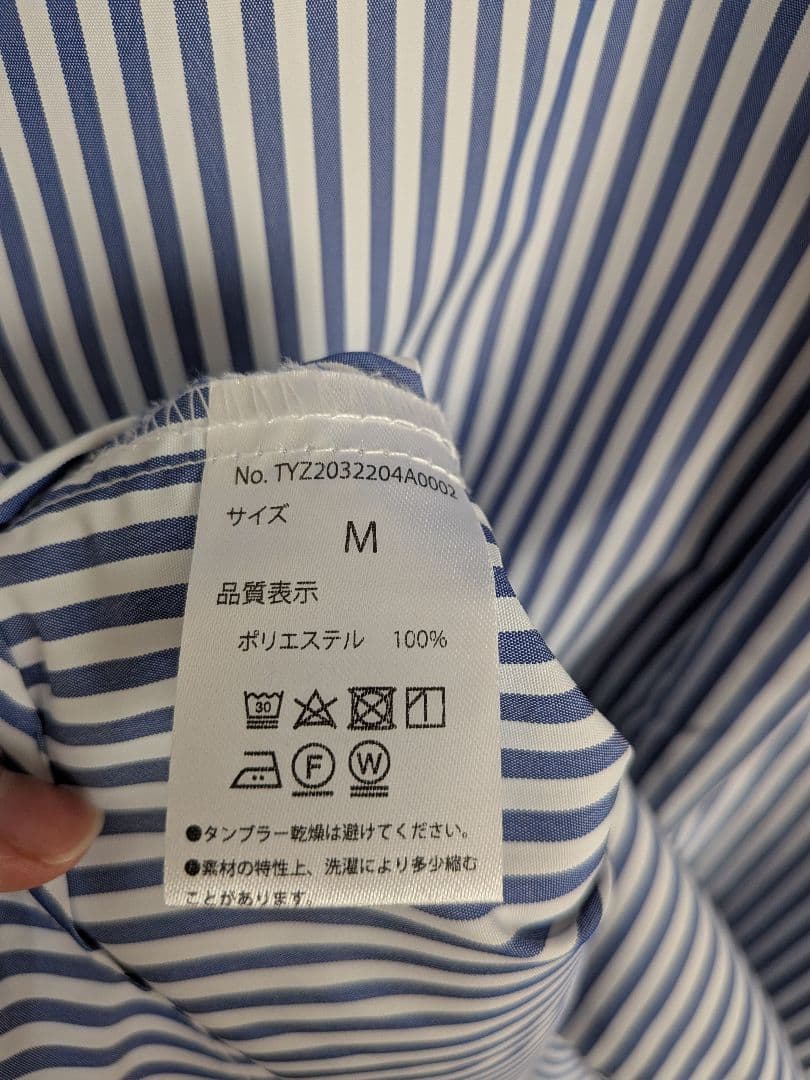 No. TYZ2032204A0002
サイズ
M
品質表示
ポリエステル 100%
30
F W
●タンブラー乾燥は避けてください。
●素材の特性上、洗濯により多少縮む
ことがあります。